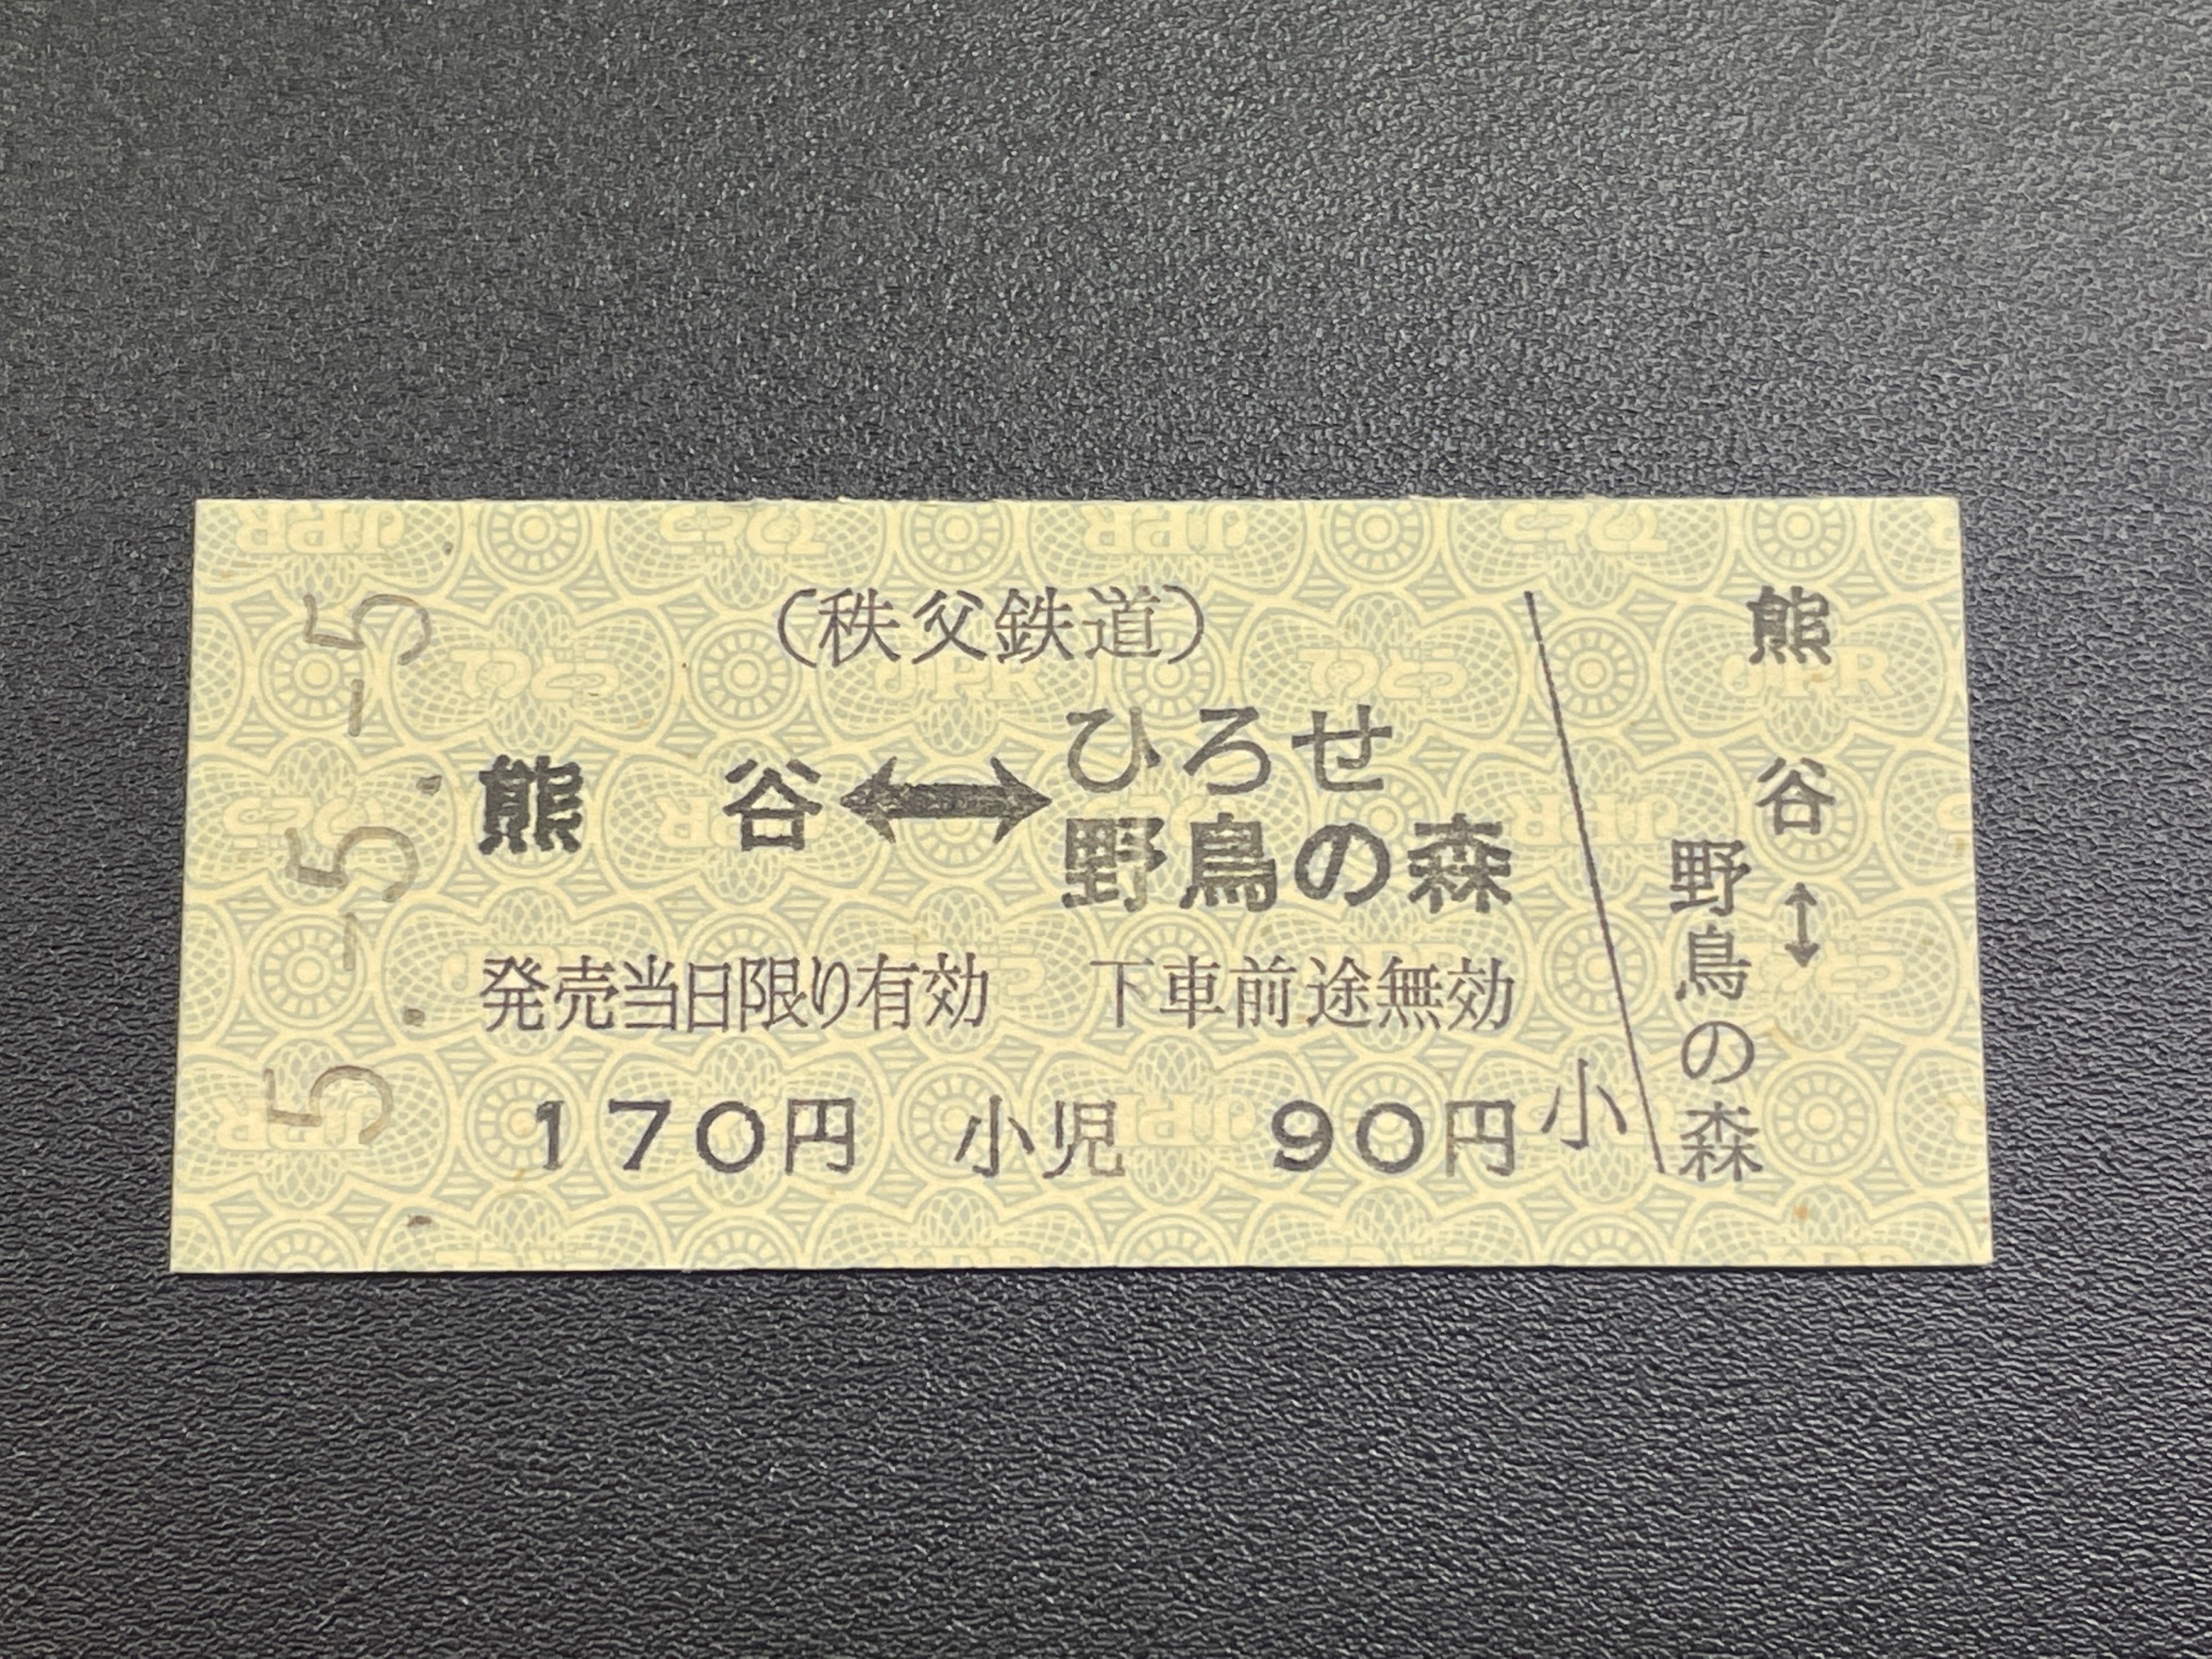 5.-5.-5
(秩父鉄道)
熊谷⟷ひろせ
野鳥の森
発売当日限り有効 下車前途無効
170円 小児 90円
小
熊谷↕
野鳥の森